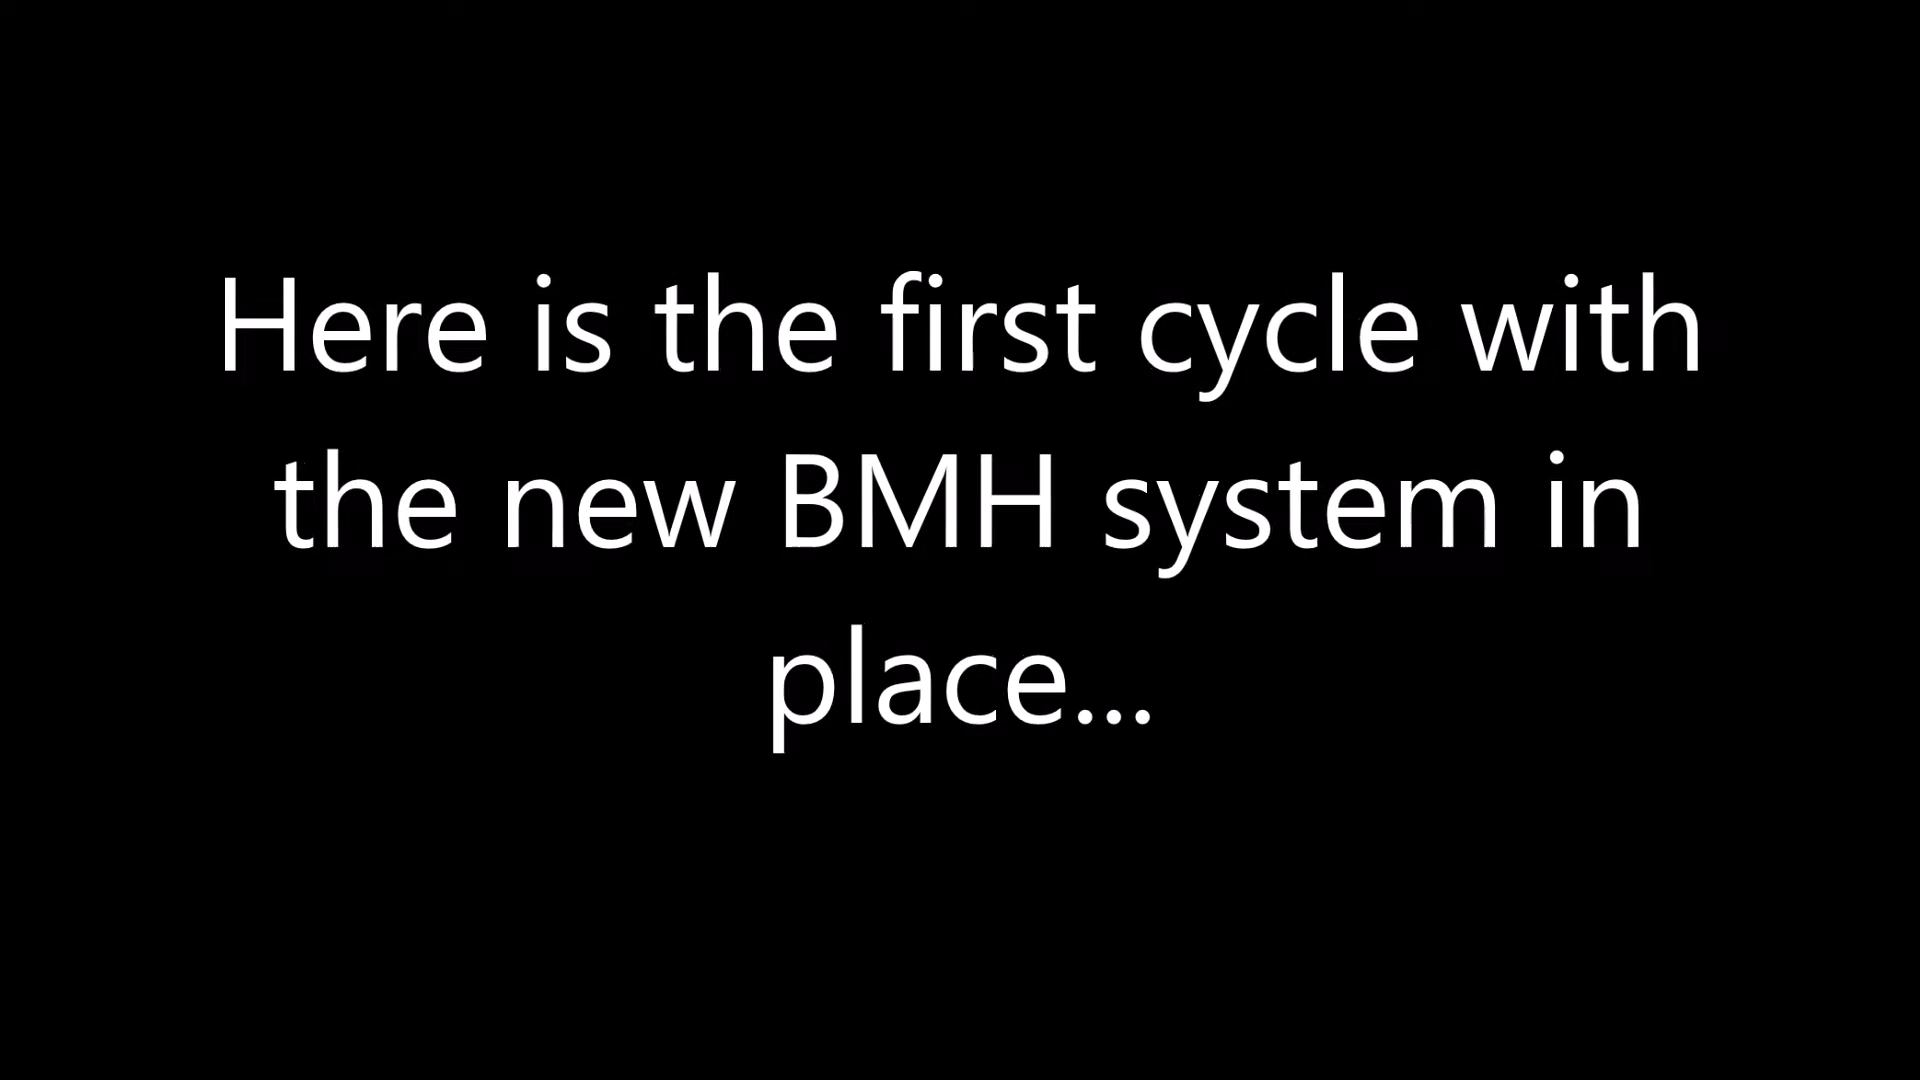 Here is the first cycle with
the new BMH system in
place...